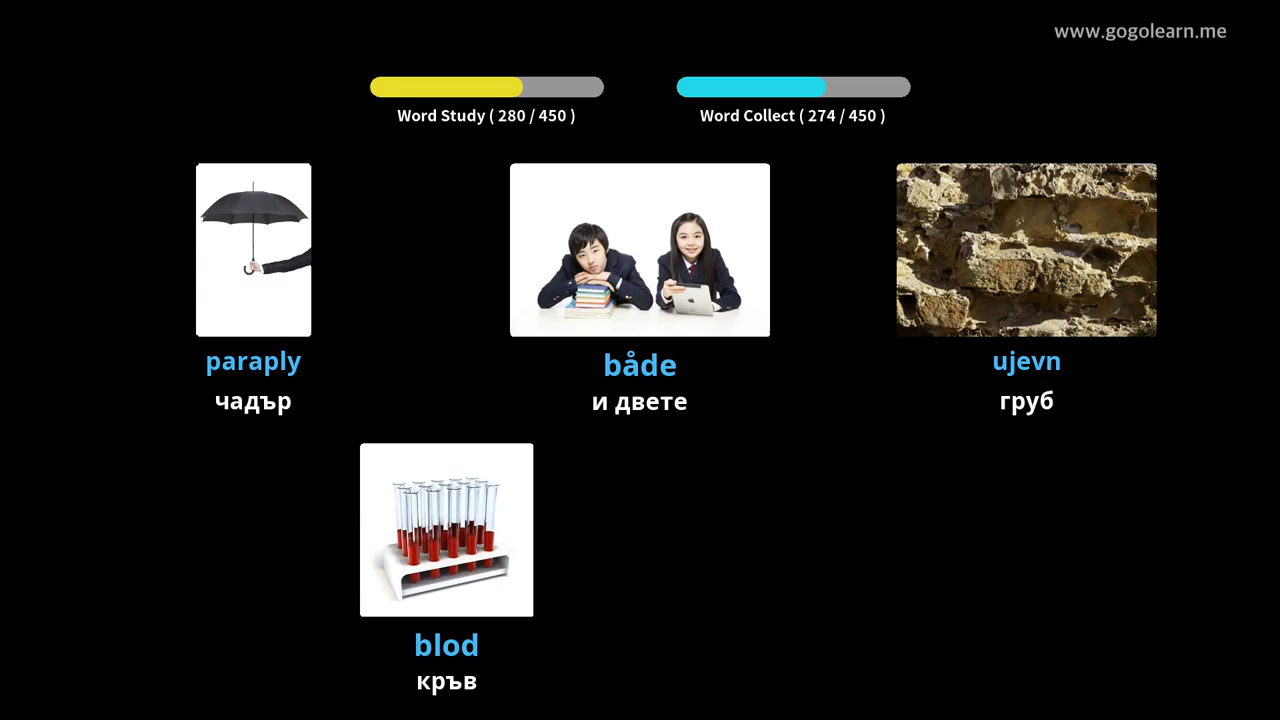 www.gogolearn.me
Word Study ( 280 / 450 )
Word Collect ( 274 / 450 )
paraply
både
ujevn
чадър
и двете
груб
blod
кръв